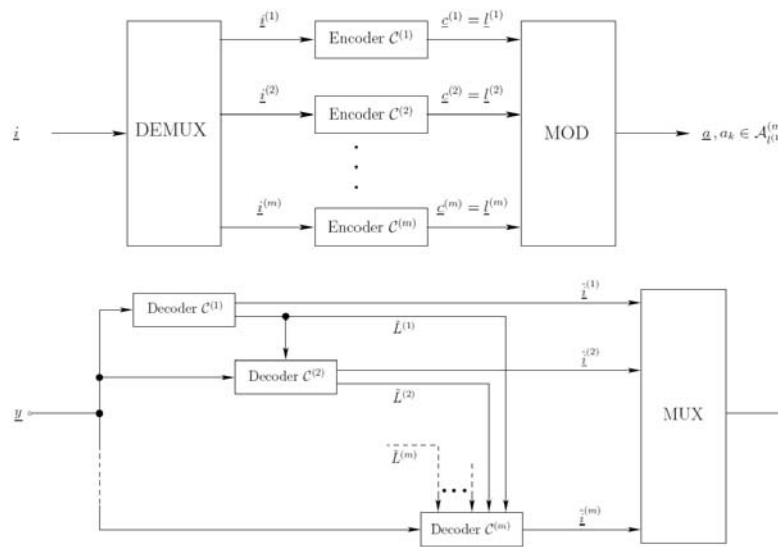 i
DEMUX
i^(1)
Encoder C^(1)
c^(1) = l^(1)
i^(2)
Encoder C^(2)
c^(2) = l^(2)
i^(m)
Encoder C^(m)
c^(m) = l^(m)
MOD
a, a_k ∈ A
y
Decoder C^(1)
L̃^(1)
Decoder C^(2)
L̃^(2)
L̃^(m)
Decoder C^(m)
ĩ^(1)
ĩ^(2)
ĩ^(m)
MUX